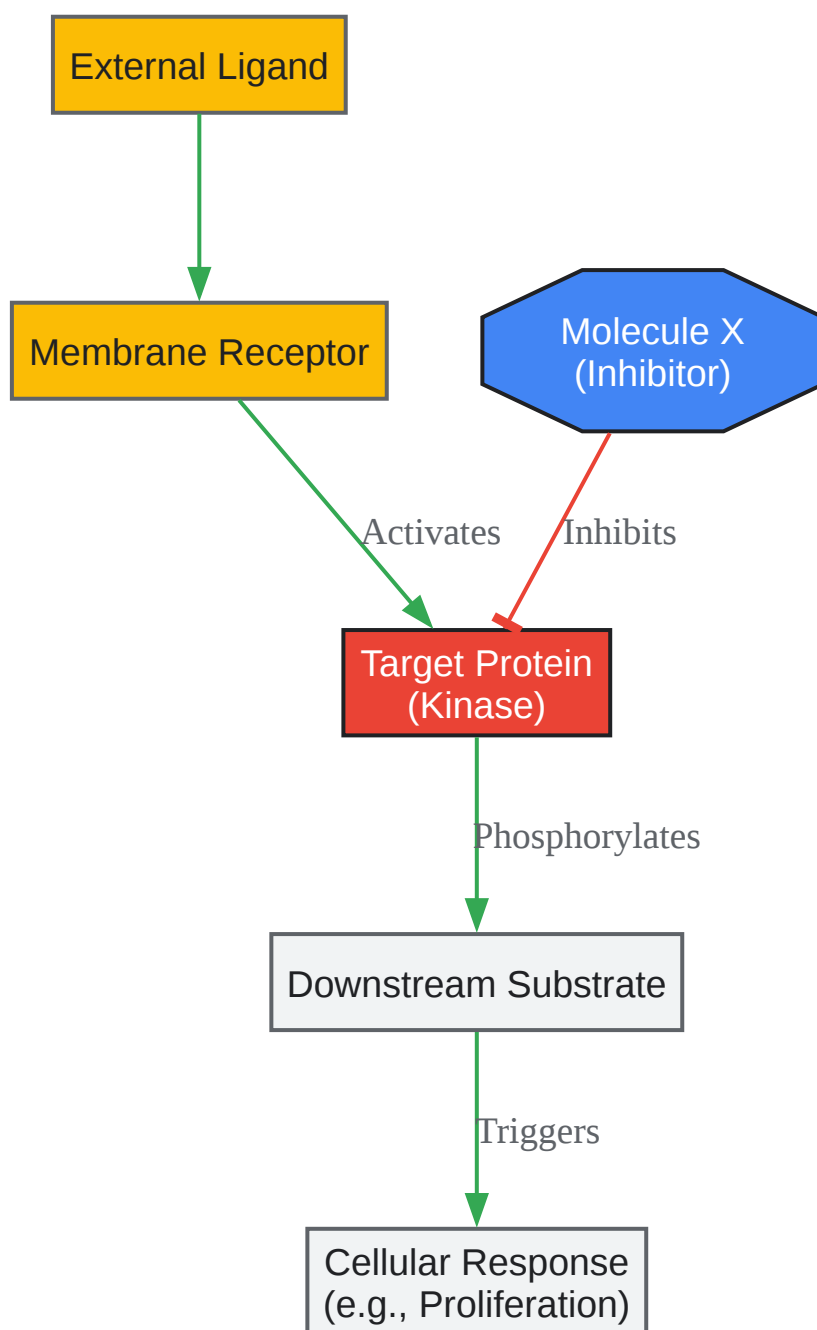 External Ligand
Membrane Receptor
Molecule X
(Inhibitor)
Activates
Inhibits
Target Protein
(Kinase)
Phosphorylates
Downstream Substrate
Triggers
Cellular Response
(e.g., Proliferation)